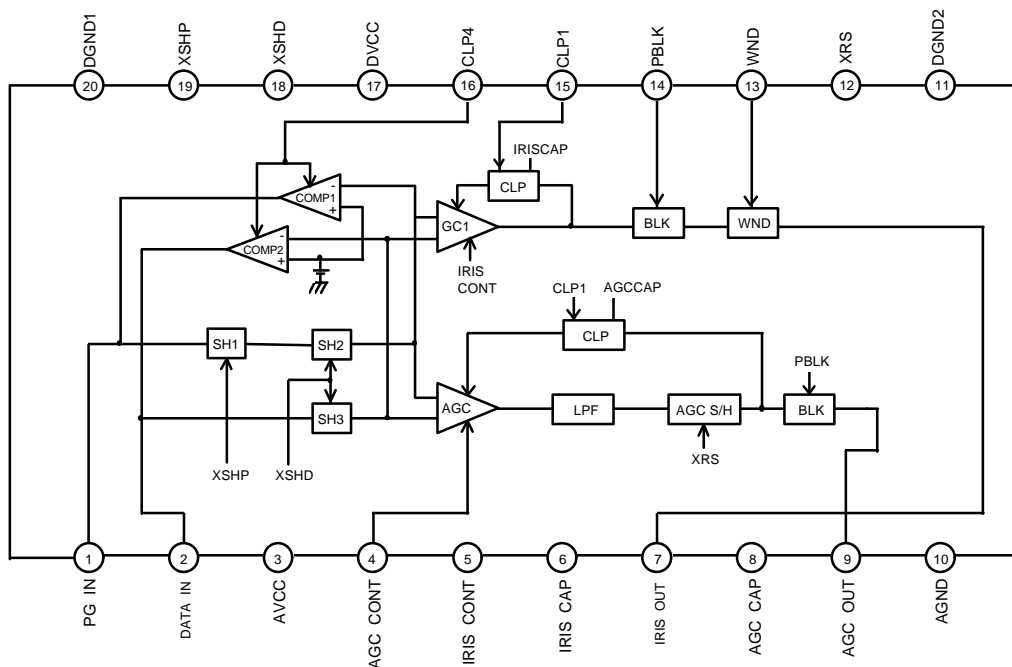 DGND1
XSHP
XSHD
DVCC
CLP4
CLP1
PBLK
WND
XRS
DGND2
20
19
18
17
16
15
14
13
12
11
IRISCAP
CLP
COMP1
-
+
GC1
BLK
WND
COMP2
-
+
IRIS
CONT
CLP1
AGCCAP
CLP
SH1
SH2
PBLK
AGC
LPF
AGC S/H
BLK
SH3
XSHP
XSHD
XRS
1
2
3
4
5
6
7
8
9
10
PG IN
DATA IN
AVCC
AGC CONT
IRIS CONT
IRIS CAP
IRIS OUT
AGC CAP
AGC OUT
AGND